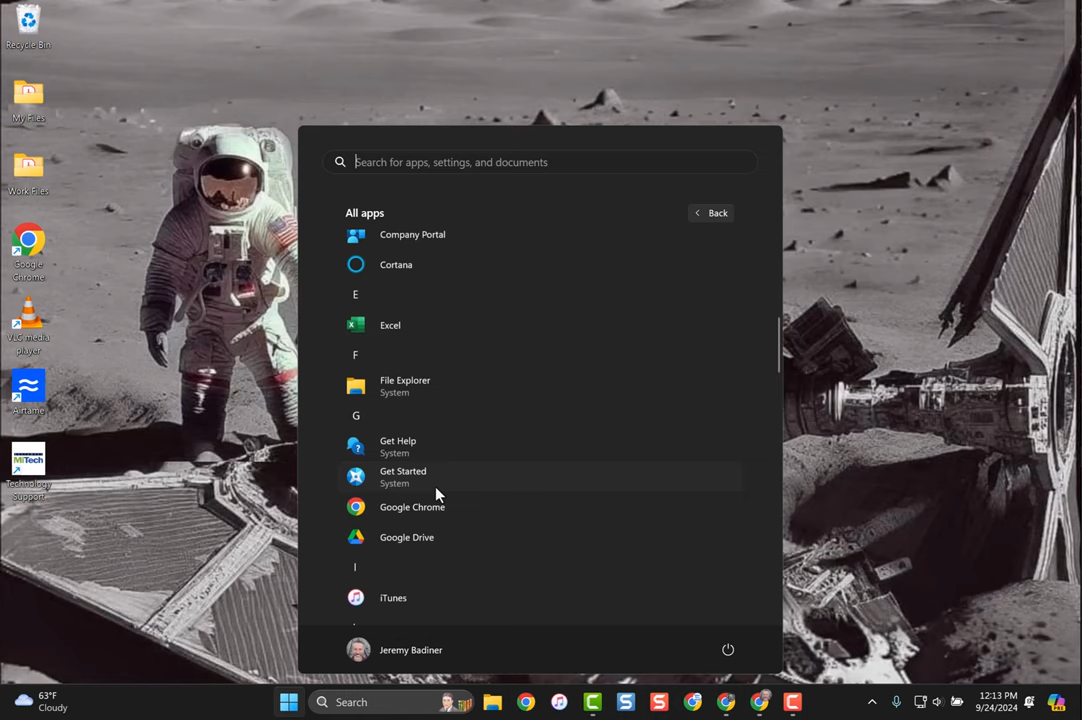 Recycle Bin
My Files
Work Files
Google
Chrome
VLC media
player
Airtame
MiTech
Technology
Support
Search for apps, settings, and documents
All apps
Back
Company Portal
Cortana
E
Excel
F
File Explorer
System
G
Get Help
System
Get Started
System
Google Chrome
Google Drive
I
iTunes
Jeremy Badiner
63°F
Cloudy
Search
12:13 PM
9/24/2024
PRE